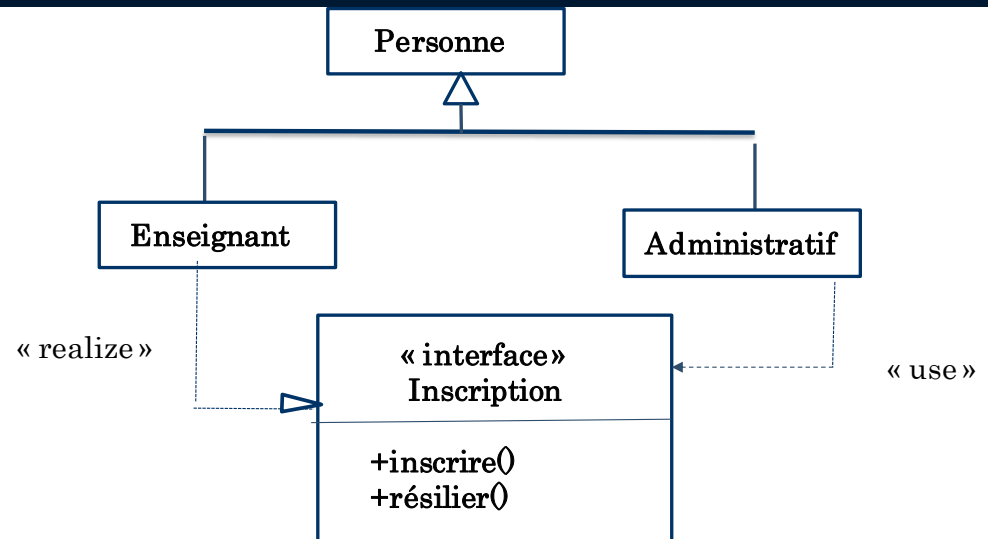 Personne
Enseignant
Administratif
« realize »
« interface »
Inscription
« use »
+inscrire()
+résilier()